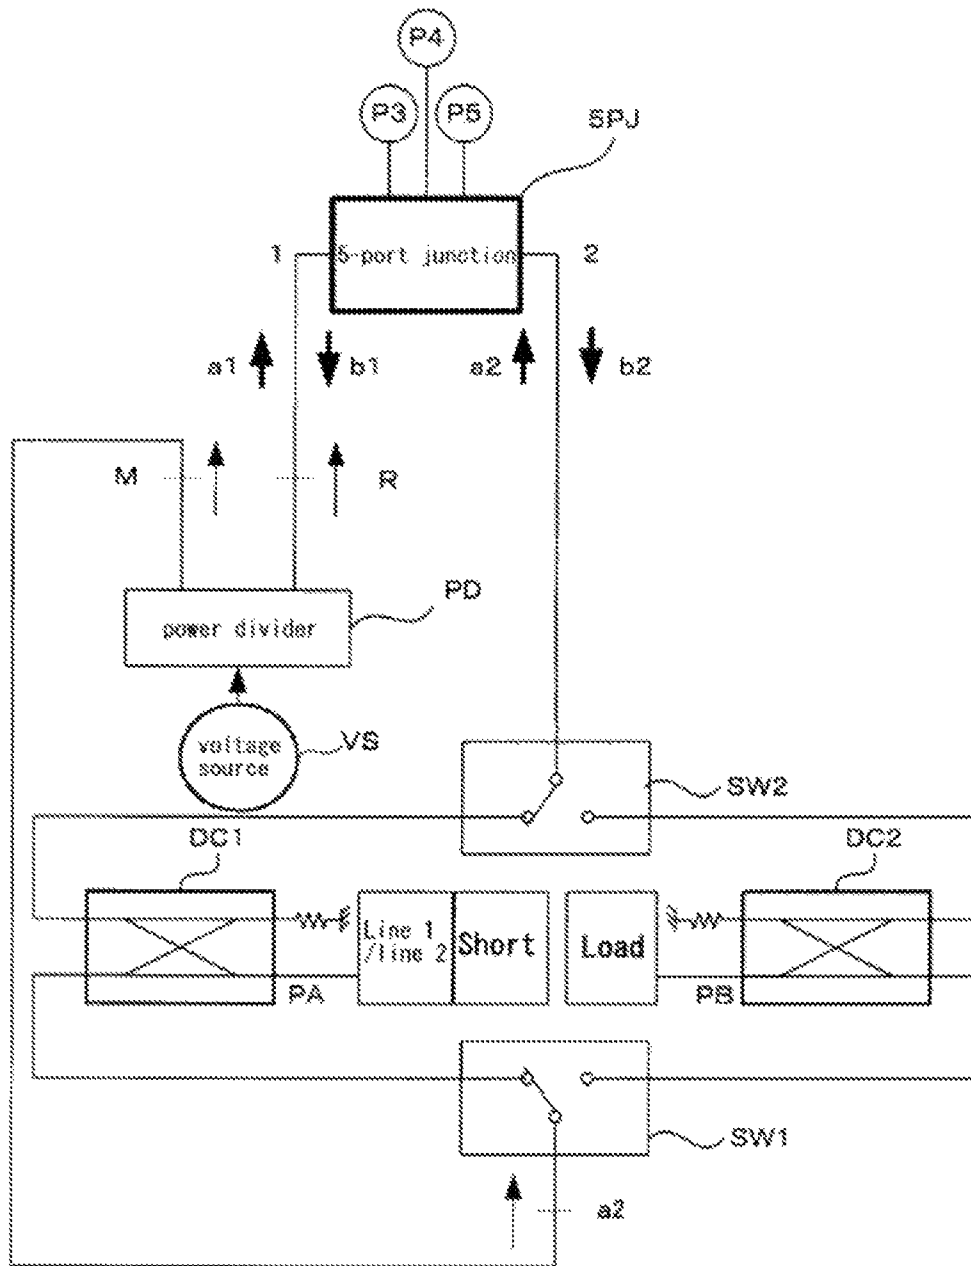 P4
P3
P5
5PJ
1
5-port junction
2
a1
b1
a2
b2
M
R
PD
power divider
voltage
source
VS
SW2
DC1
DC2
Line 1
/line 2
Short
Load
PA
PB
SW1
a2